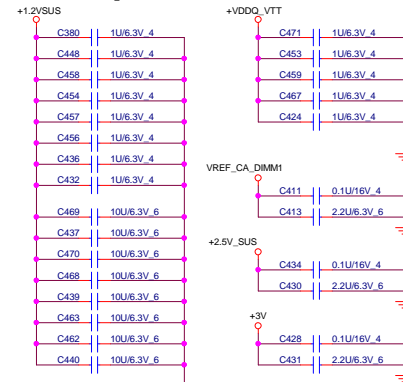 +1.2VSUS
C380 1U/6.3V_4
C448 1U/6.3V_4
C458 1U/6.3V_4
C454 1U/6.3V_4
C457 1U/6.3V_4
C456 1U/6.3V_4
C436 1U/6.3V_4
C432 1U/6.3V_4
C469 10U/6.3V_6
C437 10U/6.3V_6
C470 10U/6.3V_6
C468 10U/6.3V_6
C439 10U/6.3V_6
C463 10U/6.3V_6
C462 10U/6.3V_6
C440 10U/6.3V_6
+VDDQ_VTT
C471 1U/6.3V_4
C453 1U/6.3V_4
C459 1U/6.3V_4
C467 1U/6.3V_4
C424 1U/6.3V_4
VREF_CA_DIMM1
C411 0.1U/16V_4
C413 2.2U/6.3V_6
+2.5V_SUS
C434 0.1U/16V_4
C430 2.2U/6.3V_6
+3V
C428 0.1U/16V_4
C431 2.2U/6.3V_6